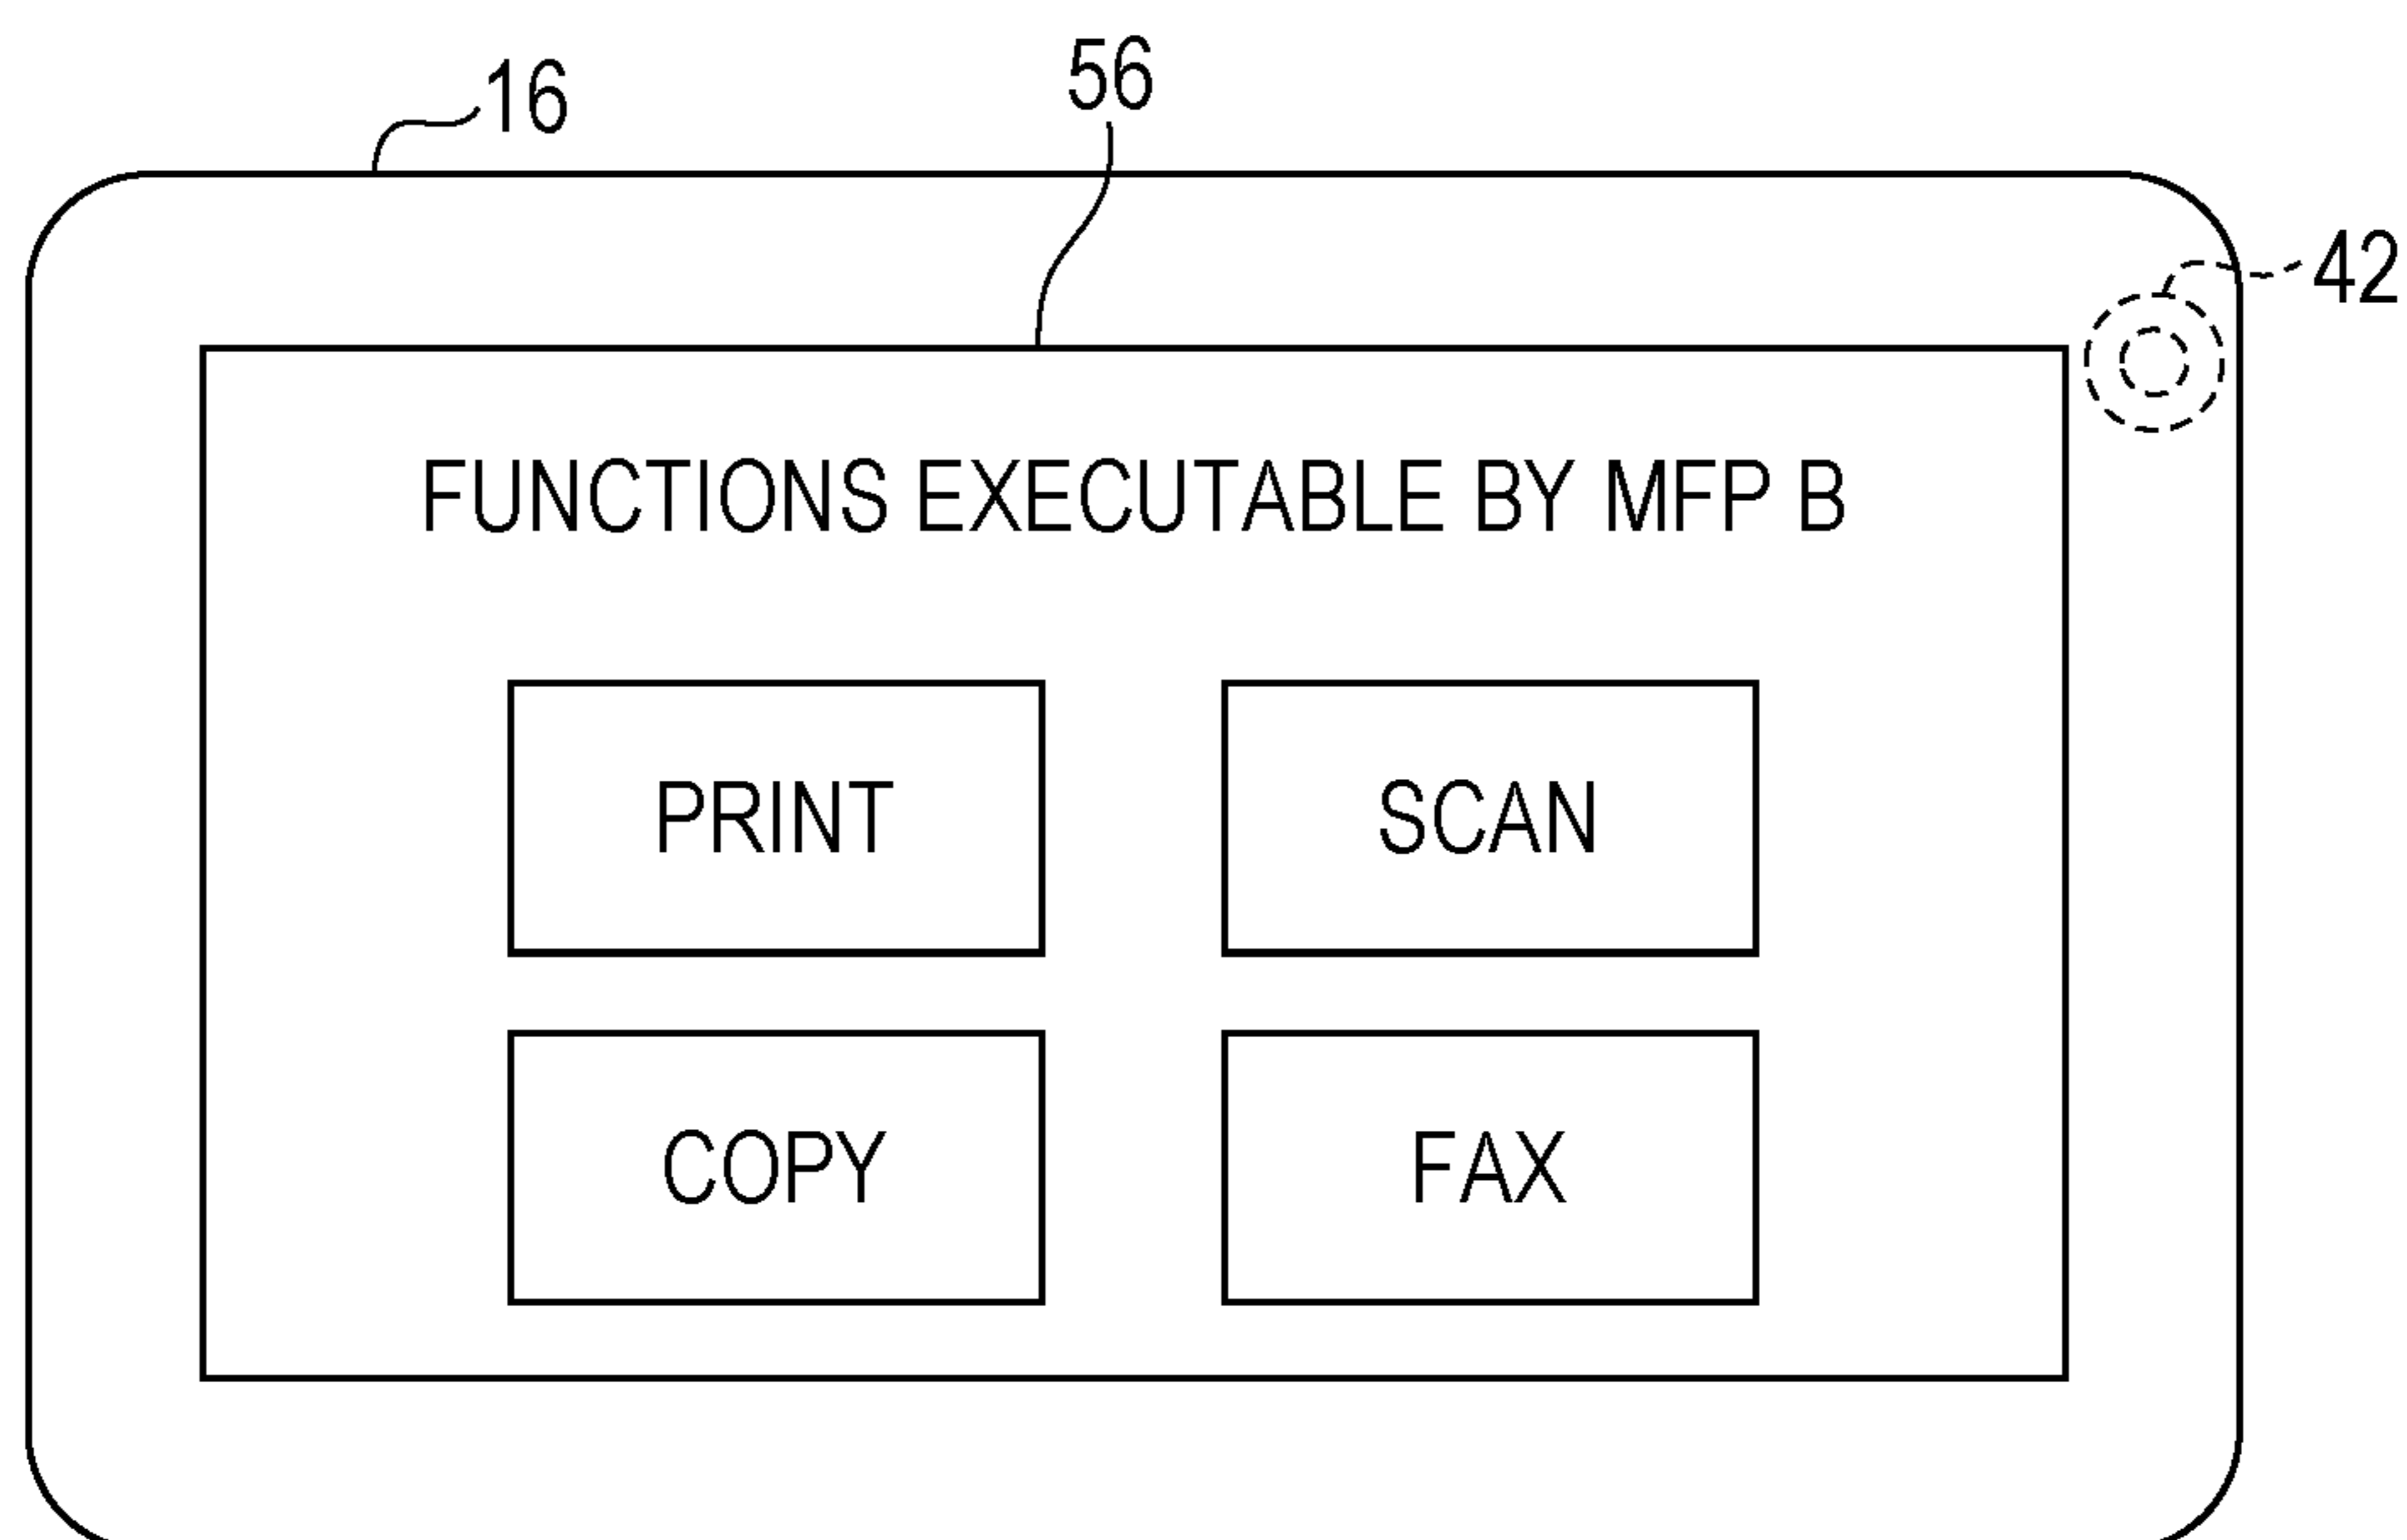 16
56
42
FUNCTIONS EXECUTABLE BY MFP B
PRINT
SCAN
COPY
FAX